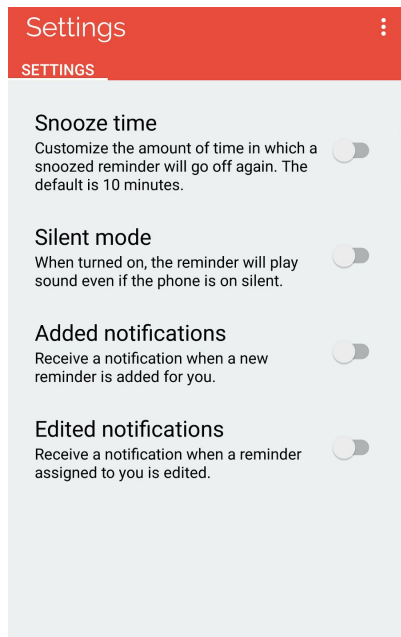 Settings
SETTINGS
Snooze time
Customize the amount of time in which a
snoozed reminder will go off again. The
default is 10 minutes.
Silent mode
When turned on, the reminder will play
sound even if the phone is on silent.
Added notifications
Receive a notification when a new
reminder is added for you.
Edited notifications
Receive a notification when a reminder
assigned to you is edited.